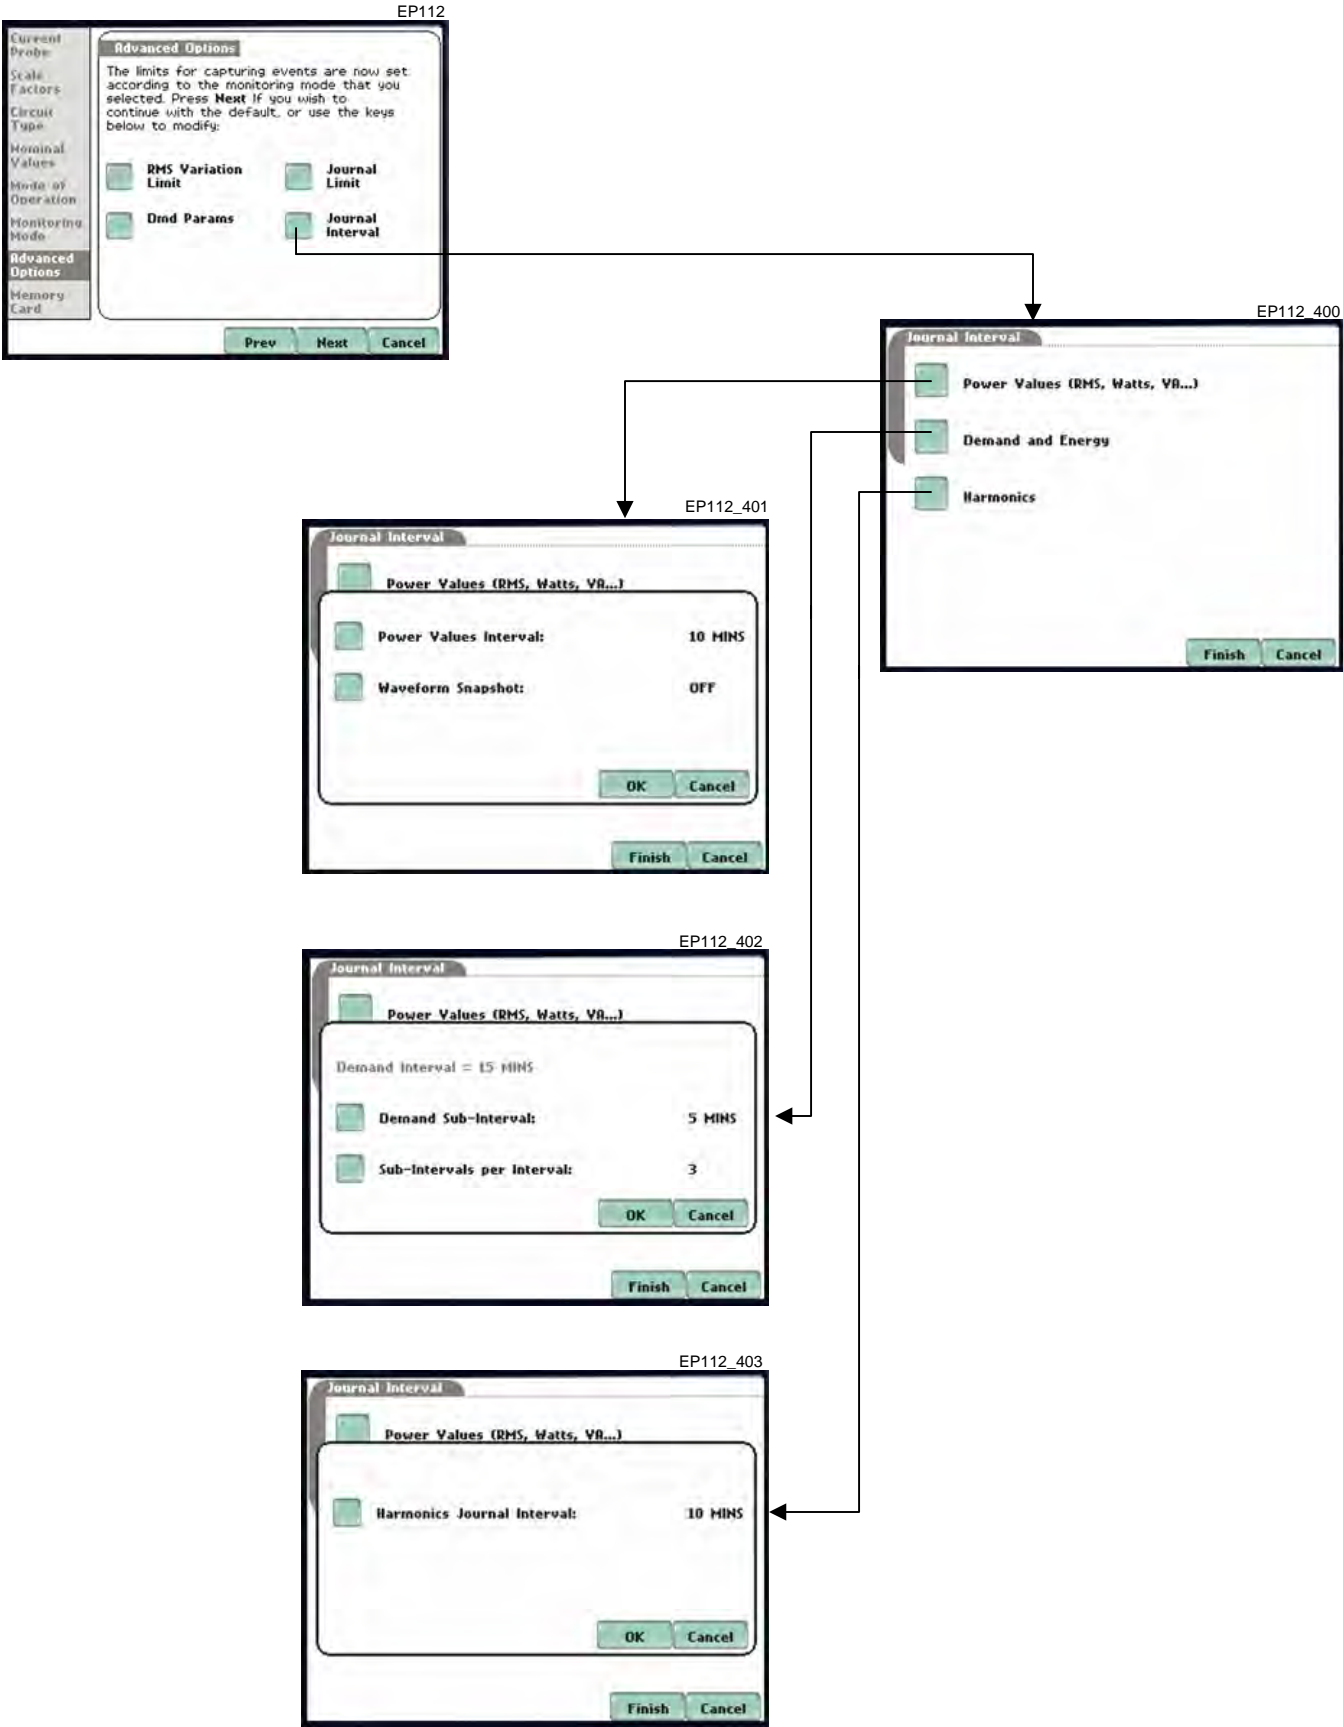 EP112
Current
Probe
Scale
Factors
Circuit
Type
Nominal
Values
Mode of
Operation
Monitoring
Mode
Advanced
Options
Memory
Card
Advanced Options
The limits for capturing events are now set
according to the monitoring mode that you
selected. Press Next If you wish to
continue with the default, or use the keys
below to modify:
RMS Variation
Limit
Journal
Limit
Dmd Params
Journal
Interval
Prev Next Cancel
EP112_400
Journal Interval
Power Values (RMS, Watts, VA...)
Demand and Energy
Harmonics
Finish Cancel
EP112_401
Journal Interval
Power Values (RMS, Watts, VA...)
Power Values Interval: 10 MINS
Waveform Snapshot: OFF
OK Cancel
Finish Cancel
EP112_402
Journal Interval
Power Values (RMS, Watts, VA...)
Demand Interval = 15 MINS
Demand Sub-Interval: 5 MINS
Sub-Intervals per Interval: 3
OK Cancel
Finish Cancel
EP112_403
Journal Interval
Power Values (RMS, Watts, VA...)
Harmonics Journal Interval: 10 MINS
OK Cancel
Finish Cancel